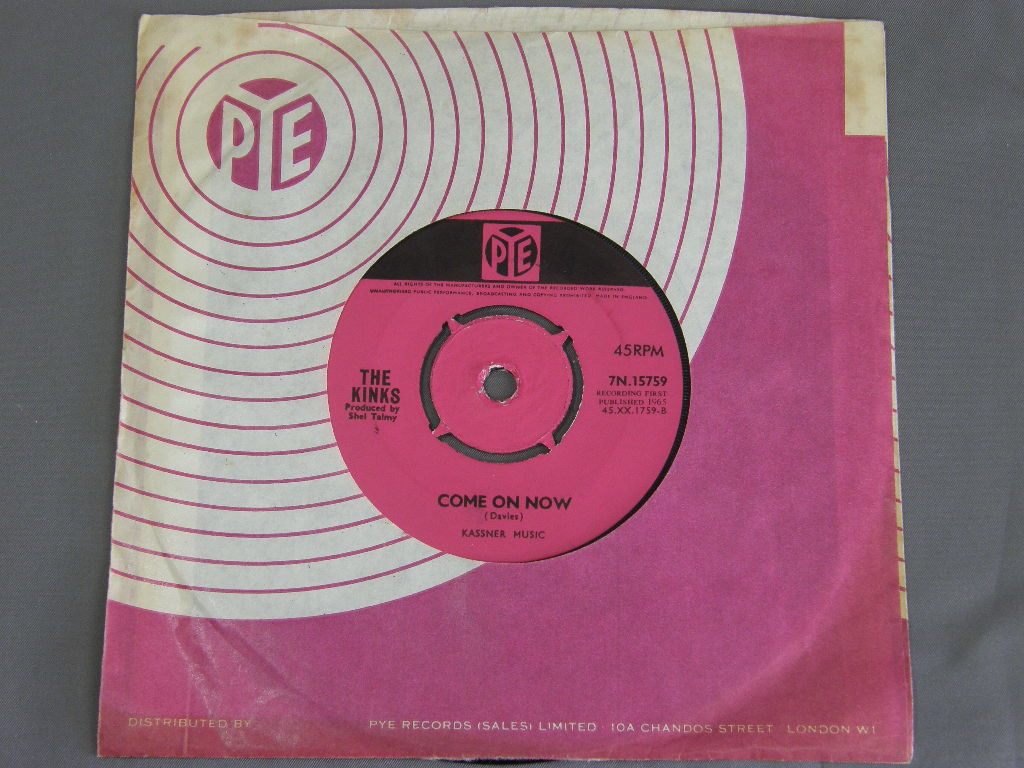 PYE
PYE
ALL RIGHTS OF THE MANUFACTURERS AND OWNER OF THE RECORDED WORK RESERVED
UNAUTHORISED PUBLIC PERFORMANCE, BROADCASTING AND COPYING PROHIBITED. MADE IN ENGLAND.
45RPM
THE
KINKS
Produced by
Shel Talmy
7N.15759
RECORDING FIRST
PUBLISHED 1965
45.XX.1759-B
COME ON NOW
(Davies)
KASSNER MUSIC
DISTRIBUTED BY PYE RECORDS (SALES) LIMITED 10A CHANDOS STREET LONDON W1